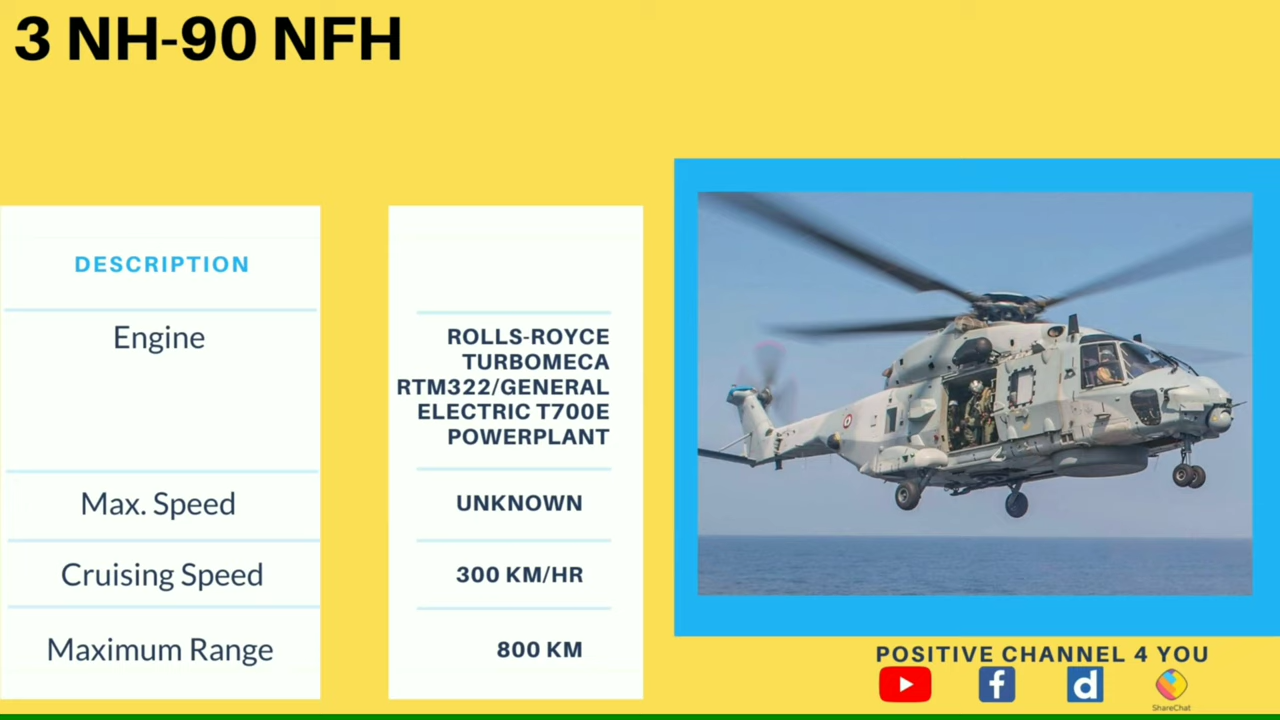 3 NH-90 NFH
DESCRIPTION
Engine
ROLLS-ROYCE
TURBOMECA
RTM322/GENERAL
ELECTRIC T700E
POWERPLANT
Max. Speed
UNKNOWN
Cruising Speed
300 KM/HR
Maximum Range
800 KM
POSITIVE CHANNEL 4 YOU
f
d
ShareChat